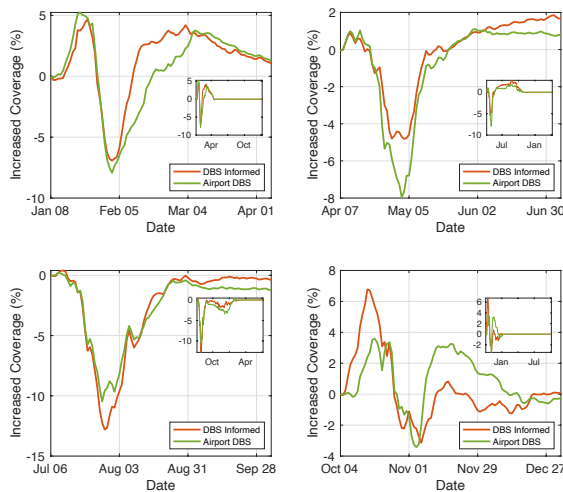 5
0
-5
-10
Increased Coverage (%)
Jan 08 Feb 05 Mar 04 Apr 01
Date
5
0
-5
-10
Apr Oct
DBS Informed
Airport DBS
2
0
-2
-4
-6
-8
Increased Coverage (%)
Apr 07 May 05 Jun 02 Jun 30
Date
0
-5
-10
Jul Jan
DBS Informed
Airport DBS
0
-5
-10
-15
Increased Coverage (%)
Jul 06 Aug 03 Aug 31 Sep 28
Date
0
-5
-10
Oct Apr
DBS Informed
Airport DBS
8
6
4
2
0
-2
-4
Increased Coverage (%)
Oct 04 Nov 01 Nov 29 Dec 27
Date
6
4
2
0
-2
Jan Jul
DBS Informed
Airport DBS